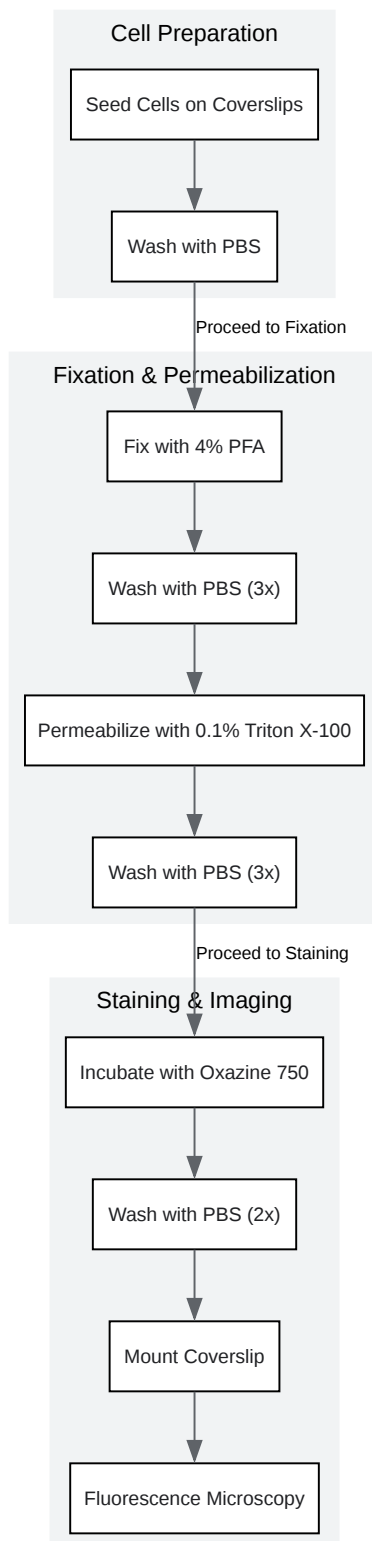 Cell Preparation
Seed Cells on Coverslips
Wash with PBS
Proceed to Fixation
Fixation & Permeabilization
Fix with 4% PFA
Wash with PBS (3x)
Permeabilize with 0.1% Triton X-100
Wash with PBS (3x)
Proceed to Staining
Staining & Imaging
Incubate with Oxazine 750
Wash with PBS (2x)
Mount Coverslip
Fluorescence Microscopy